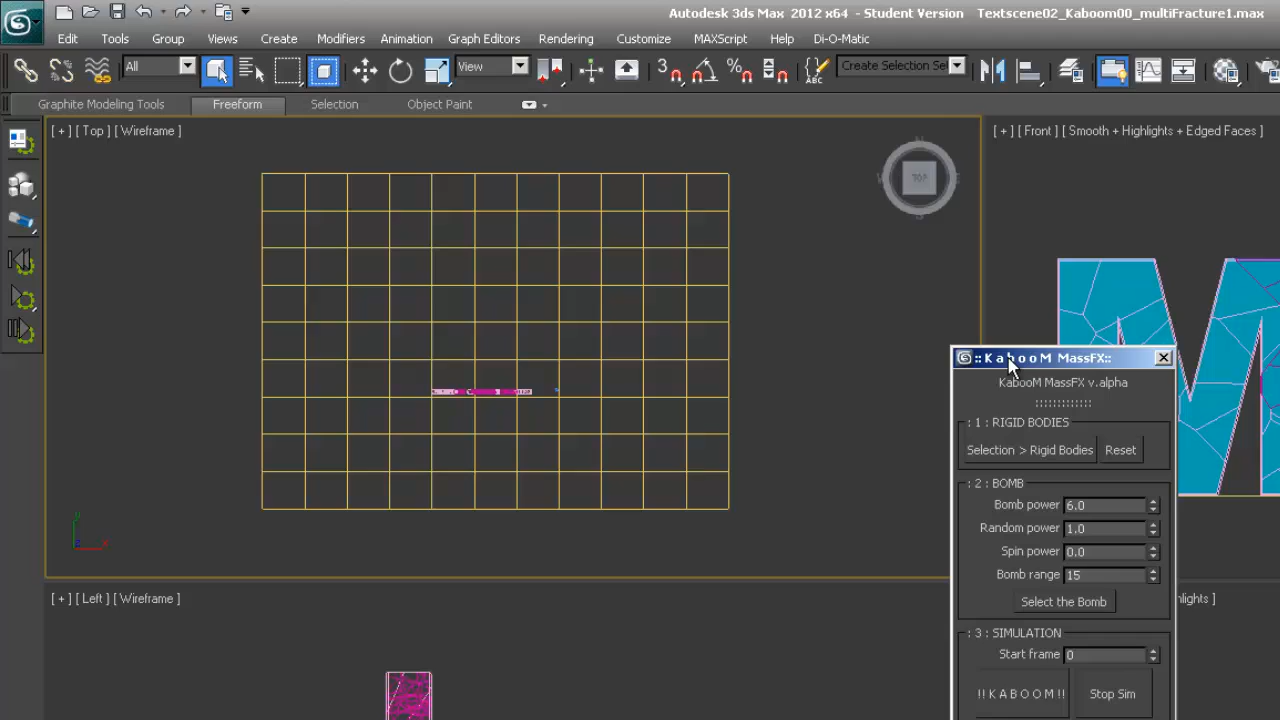 Autodesk 3ds Max 2012 x64 - Student Version Textscene02_Kaboom00_multiFracture1.max
Edit Tools Group Views Create Modifiers Animation Graph Editors Rendering Customize MAXScript Help Di-O-Matic
All View 3 ABC Create Selection Sel
Graphite Modeling Tools Freeform Selection Object Paint
[ + ] [ Top ] [ Wireframe ]
[ + ] [ Front ] [ Smooth + Highlights + Edged Faces ]
TOP
:: K a b o o M MassFX::
KabooM MassFX v.alpha
:::::::::::::
: 1 : RIGID BODIES
Selection > Rigid Bodies Reset
: 2 : BOMB
Bomb power 6.0
Random power 1.0
Spin power 0.0
Bomb range 15
Select the Bomb
: 3 : SIMULATION
Start frame 0
!! K A B O O M !! Stop Sim
y
z x
[ + ] [ Left ] [ Wireframe ]
hlights ]